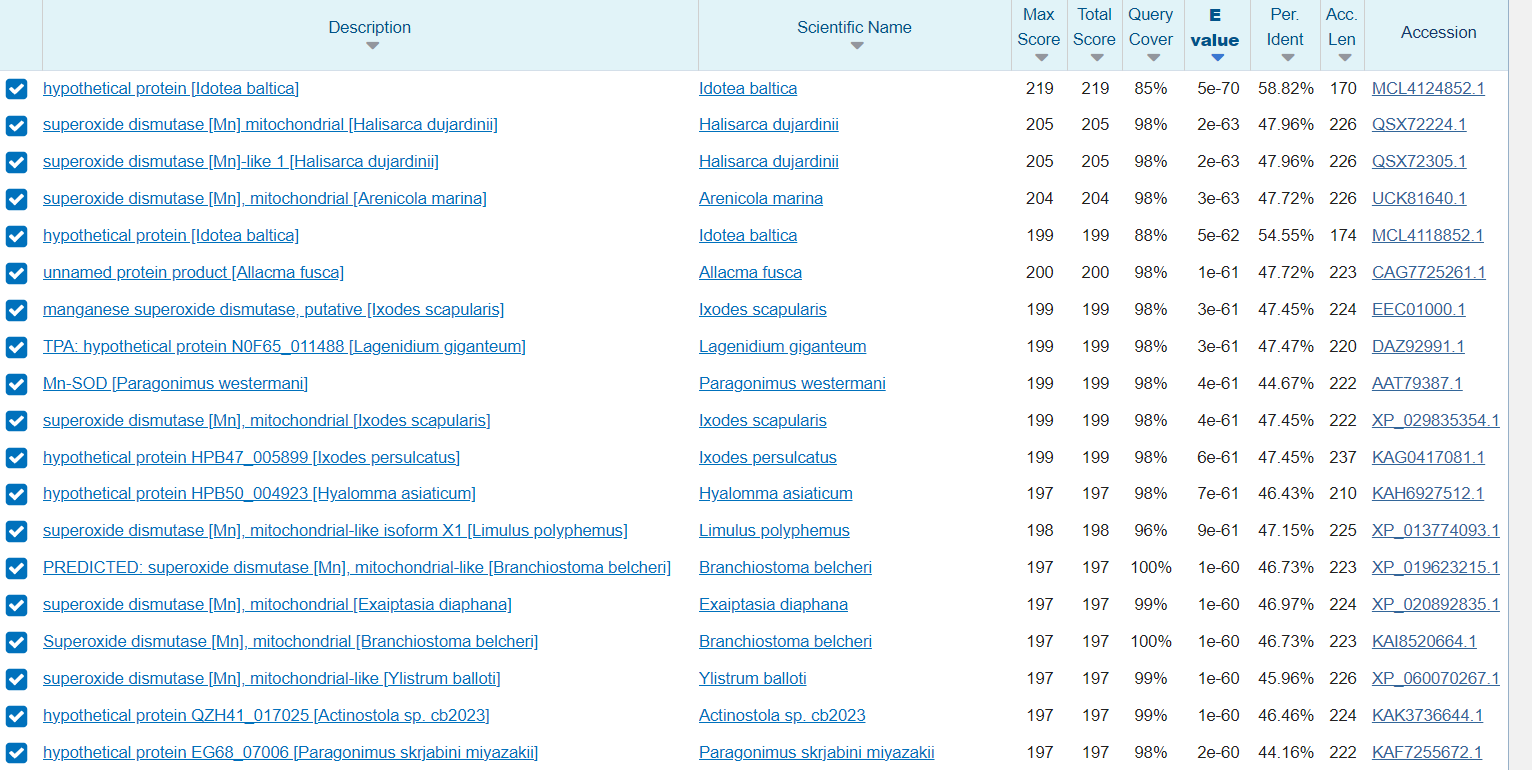 Description Scientific Name Max Score Total Score Query Cover E value Per. Ident Acc. Len Accession
hypothetical protein [Idotea baltica] Idotea baltica 219 219 85% 5e-70 58.82% 170 MCL4124852.1
superoxide dismutase [Mn] mitochondrial [Halisarca dujardinii] Halisarca dujardinii 205 205 98% 2e-63 47.96% 226 QSX72224.1
superoxide dismutase [Mn]-like 1 [Halisarca dujardinii] Halisarca dujardinii 205 205 98% 2e-63 47.96% 226 QSX72305.1
superoxide dismutase [Mn], mitochondrial [Arenicola marina] Arenicola marina 204 204 98% 3e-63 47.72% 226 UCK81640.1
hypothetical protein [Idotea baltica] Idotea baltica 199 199 88% 5e-62 54.55% 174 MCL4118852.1
unnamed protein product [Allacma fusca] Allacma fusca 200 200 98% 1e-61 47.72% 223 CAG7725261.1
manganese superoxide dismutase, putative [Ixodes scapularis] Ixodes scapularis 199 199 98% 3e-61 47.45% 224 EEC01000.1
TPA: hypothetical protein N0F65_011488 [Lagenidium giganteum] Lagenidium giganteum 199 199 98% 3e-61 47.47% 220 DAZ92991.1
Mn-SOD [Paragonimus westermani] Paragonimus westermani 199 199 98% 4e-61 44.67% 222 AAT79387.1
superoxide dismutase [Mn], mitochondrial [Ixodes scapularis] Ixodes scapularis 199 199 98% 4e-61 47.45% 222 XP_029835354.1
hypothetical protein HPB47_005899 [Ixodes persulcatus] Ixodes persulcatus 199 199 98% 6e-61 47.45% 237 KAG0417081.1
hypothetical protein HPB50_004923 [Hyalomma asiaticum] Hyalomma asiaticum 197 197 98% 7e-61 46.43% 210 KAH6927512.1
superoxide dismutase [Mn], mitochondrial-like isoform X1 [Limulus polyphemus] Limulus polyphemus 198 198 96% 9e-61 47.15% 225 XP_013774093.1
PREDICTED: superoxide dismutase [Mn], mitochondrial-like [Branchiostoma belcheri] Branchiostoma belcheri 197 197 100% 1e-60 46.73% 223 XP_019623215.1
superoxide dismutase [Mn], mitochondrial [Exaiptasia diaphana] Exaiptasia diaphana 197 197 99% 1e-60 46.97% 224 XP_020892835.1
Superoxide dismutase [Mn], mitochondrial [Branchiostoma belcheri] Branchiostoma belcheri 197 197 100% 1e-60 46.73% 223 KAI8520664.1
superoxide dismutase [Mn], mitochondrial-like [Ylistrum balloti] Ylistrum balloti 197 197 99% 1e-60 45.96% 226 XP_060070267.1
hypothetical protein QZH41_017025 [Actinostola sp. cb2023] Actinostola sp. cb2023 197 197 99% 1e-60 46.46% 224 KAK3736644.1
hypothetical protein EG68_07006 [Paragonimus skrjabini miyazakii] Paragonimus skrjabini miyazakii 197 197 98% 2e-60 44.16% 222 KAF7255672.1